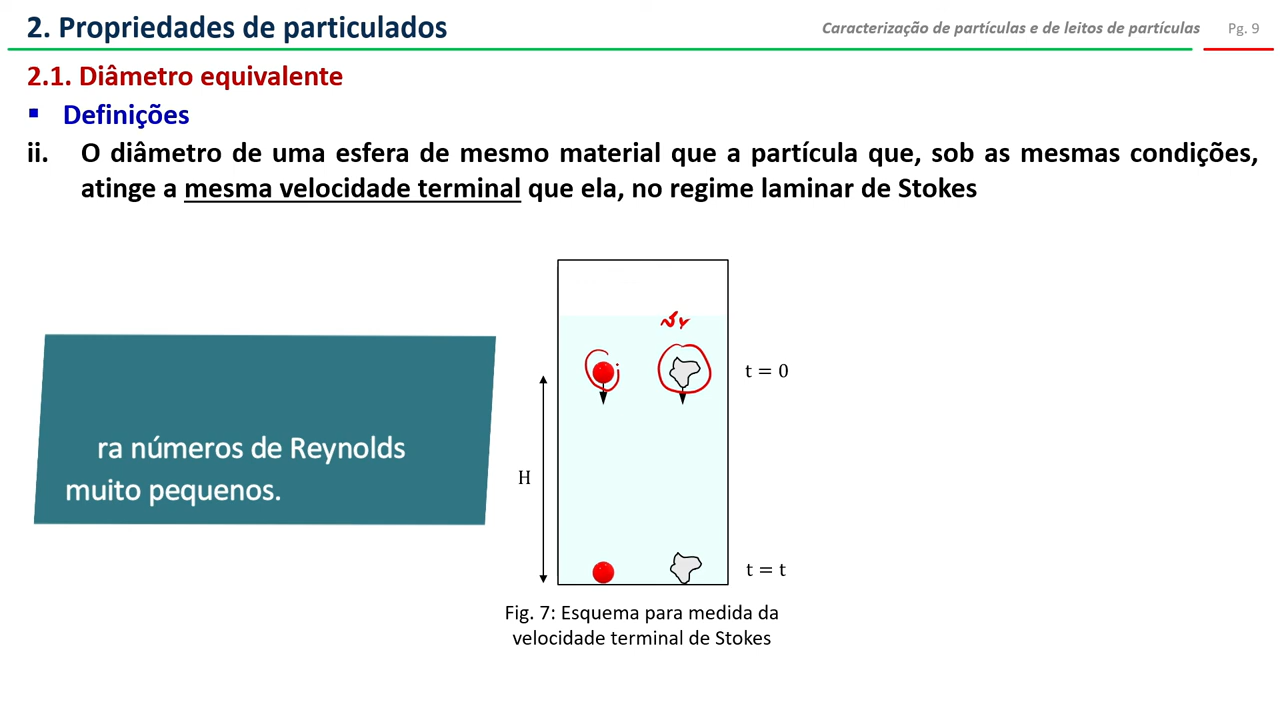 2. Propriedades de particulados
Caracterização de partículas e de leitos de partículas
Pg. 9
2.1. Diâmetro equivalente
▪ Definições
ii. O diâmetro de uma esfera de mesmo material que a partícula que, sob as mesmas condições,
atinge a mesma velocidade terminal que ela, no regime laminar de Stokes
t = 0
ra números de Reynolds
muito pequenos.
H
t = t
Fig. 7: Esquema para medida da
velocidade terminal de Stokes